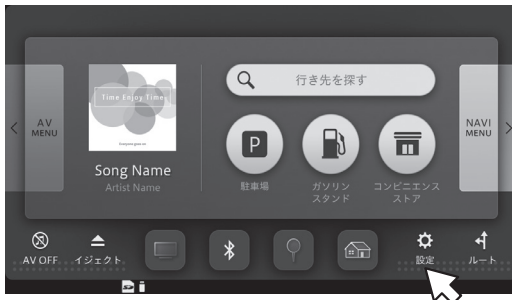 行き先を探す
AV
MENU
Time Enjoy Time
NAVI
MENU
P
Song Name
Artist Name
駐車場
ガソリン
スタンド
コンビニエンス
ストア
AV OFF
イジェクト
設定
ルート